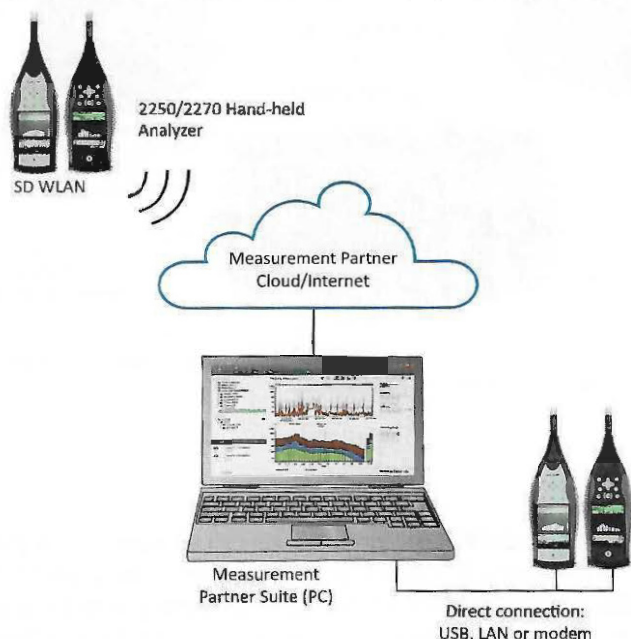 2250/2270 Hand-held
Analyzer
SD WLAN
Measurement Partner
Cloud/Internet
Measurement
Partner Suite (PC)
Direct connection:
USB, LAN or modem